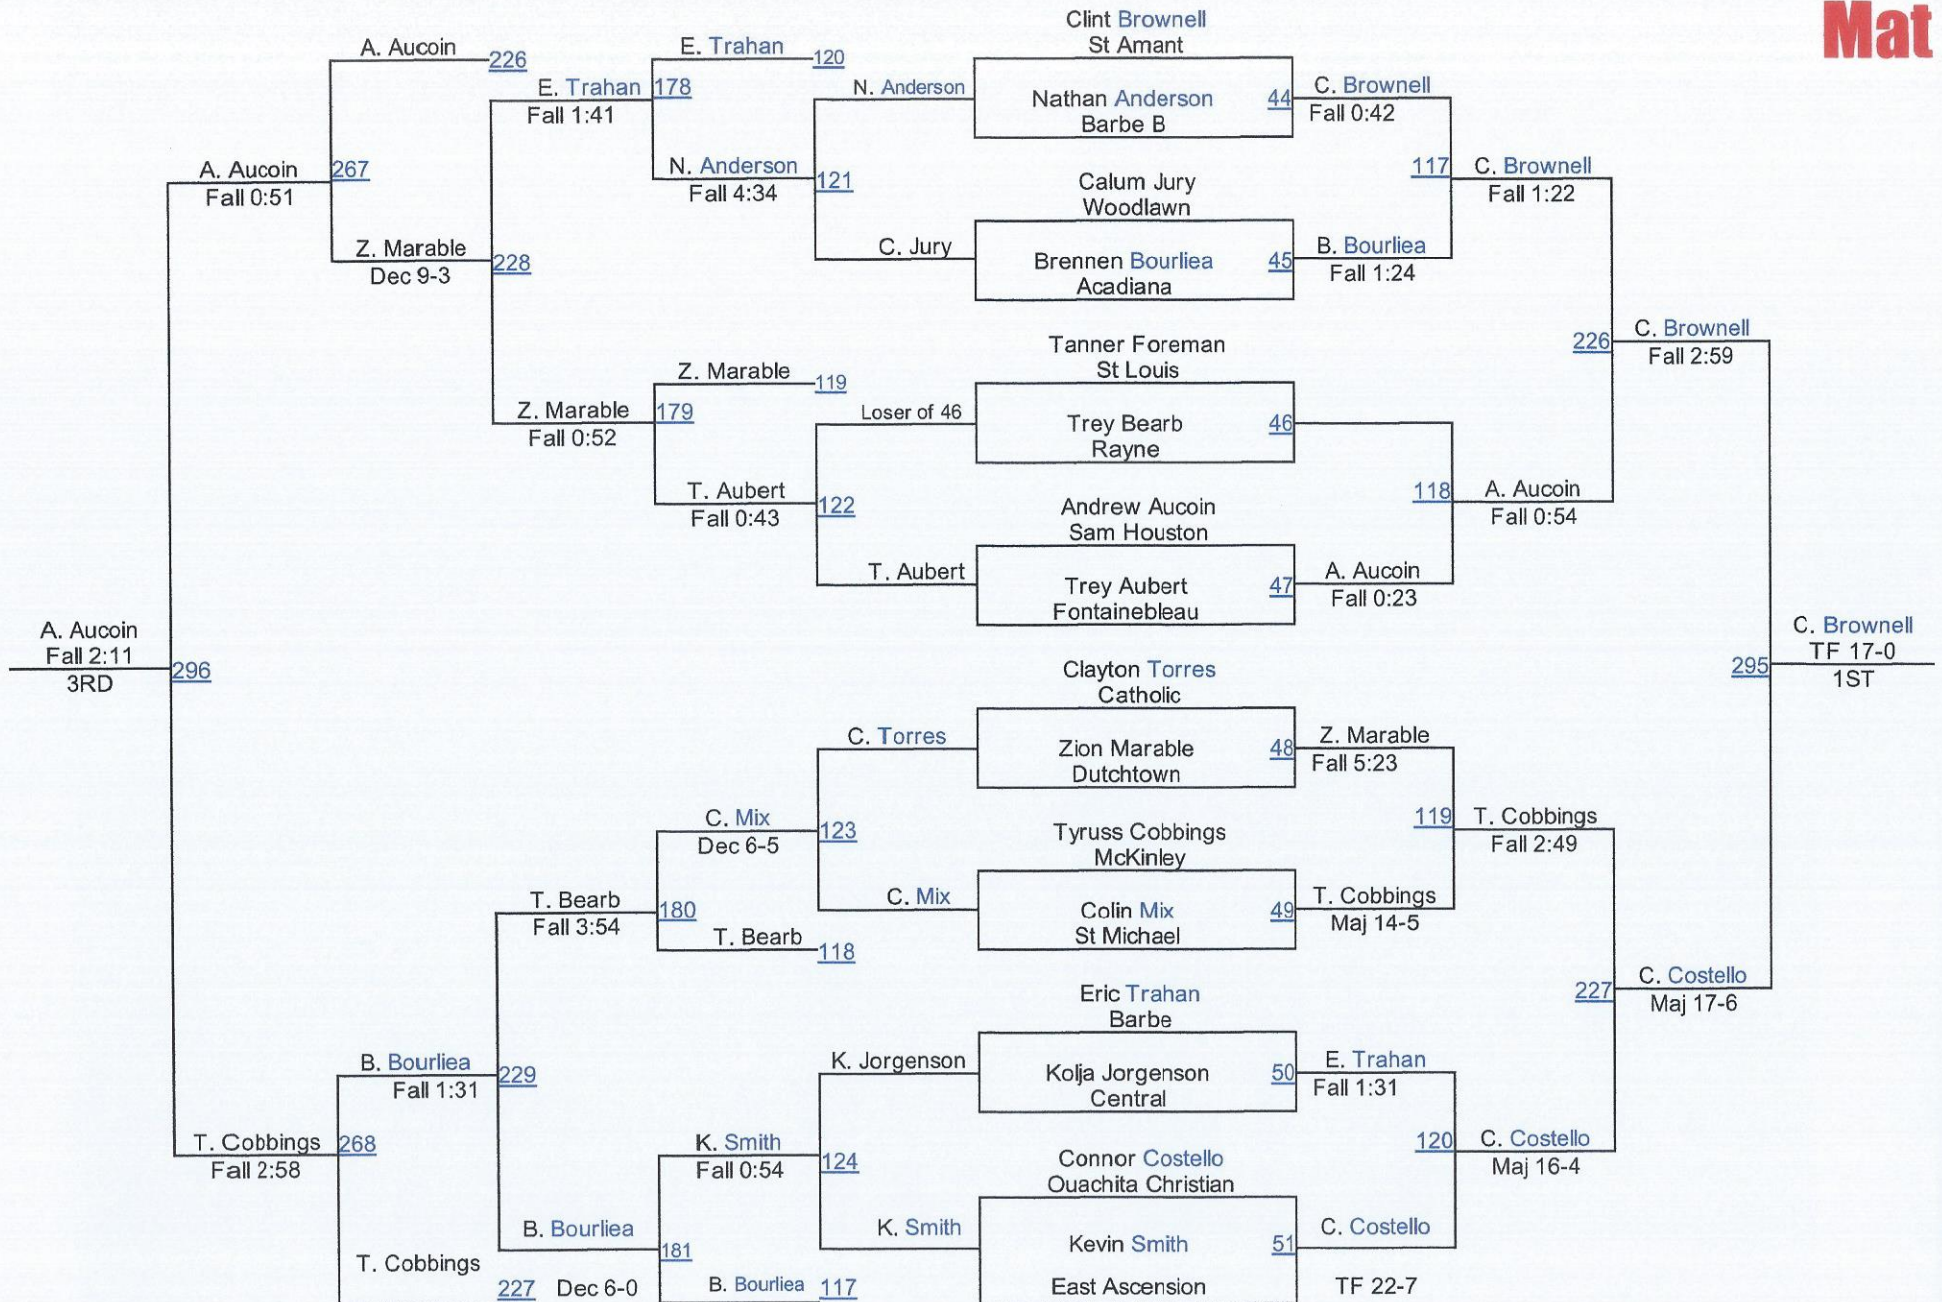 Mat
Clint Brownell
St Amant
Nathan Anderson
Barbe B
44
Calum Jury
Woodlawn
Brennen Bourliea
Acadiana
45
Tanner Foreman
St Louis
Trey Bearb
Rayne
46
Andrew Aucoin
Sam Houston
Trey Aubert
Fontainebleau
47
Clayton Torres
Catholic
Zion Marable
Dutchtown
48
Tyruss Cobbings
McKinley
Colin Mix
St Michael
49
Eric Trahan
Barbe
Kolja Jorgenson
Central
50
Connor Costello
Ouachita Christian
Kevin Smith
East Ascension
51
C. Brownell
Fall 0:42
B. Bourliea
Fall 1:24
A. Aucoin
Fall 0:23
Z. Marable
Fall 5:23
T. Cobbings
Maj 14-5
E. Trahan
Fall 1:31
C. Costello
TF 22-7
117
C. Brownell
Fall 1:22
118
A. Aucoin
Fall 0:54
119
T. Cobbings
Fall 2:49
120
C. Costello
Maj 16-4
226
C. Brownell
Fall 2:59
227
C. Costello
Maj 17-6
295
C. Brownell
TF 17-0
1ST
N. Anderson
C. Jury
Loser of 46
T. Aubert
C. Torres
C. Mix
K. Jorgenson
K. Smith
E. Trahan
120
N. Anderson
Fall 4:34
121
Z. Marable
119
T. Aubert
Fall 0:43
122
C. Mix
Dec 6-5
123
T. Bearb
118
K. Smith
Fall 0:54
124
B. Bourliea
117
E. Trahan
Fall 1:41
178
Z. Marable
Fall 0:52
179
T. Bearb
Fall 3:54
180
B. Bourliea
Dec 6-0
181
A. Aucoin
226
Z. Marable
Dec 9-3
228
B. Bourliea
Fall 1:31
229
T. Cobbings
227
A. Aucoin
Fall 0:51
267
T. Cobbings
Fall 2:58
268
A. Aucoin
Fall 2:11
3RD
296